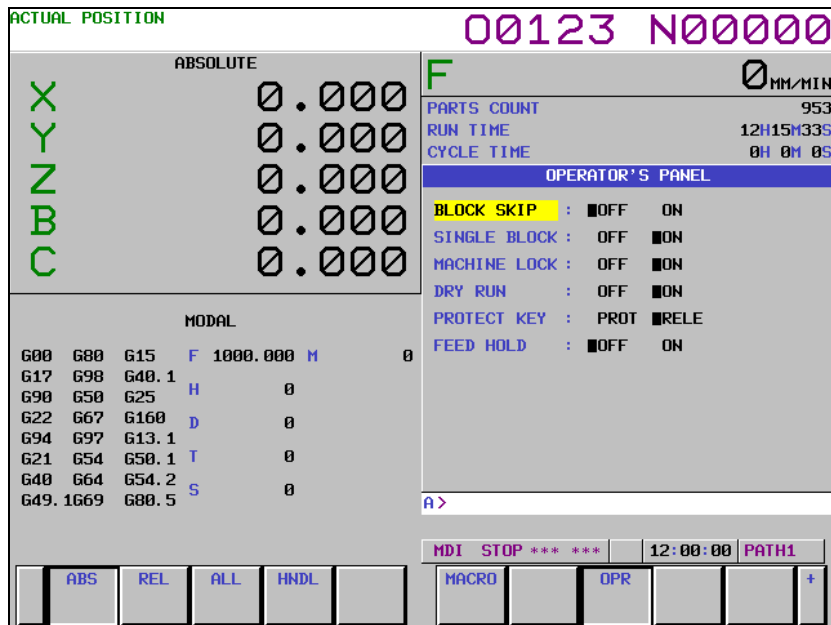 ACTUAL POSITION
O0123 N00000
ABSOLUTE
X 0.000
Y 0.000
Z 0.000
B 0.000
C 0.000
F 0 MM/MIN
PARTS COUNT 953
RUN TIME 12H15M33S
CYCLE TIME 0H 0M 0S
OPERATOR'S PANEL
BLOCK SKIP : ■OFF ON
SINGLE BLOCK : OFF ■ON
MACHINE LOCK : OFF ■ON
DRY RUN : OFF ■ON
PROTECT KEY : PROT ■RELE
FEED HOLD : ■OFF ON
MODAL
G00 G80 G15 F 1000.000 M 0
G17 G98 G40.1
H 0
G90 G50 G25
G22 G67 G160 D 0
G94 G97 G13.1
G21 G54 G50.1 T 0
G40 G64 G54.2
S 0
G49.1G69 G80.5
A>
MDI STOP *** *** 12:00:00 PATH1
ABS REL ALL HNDL MACRO OPR +